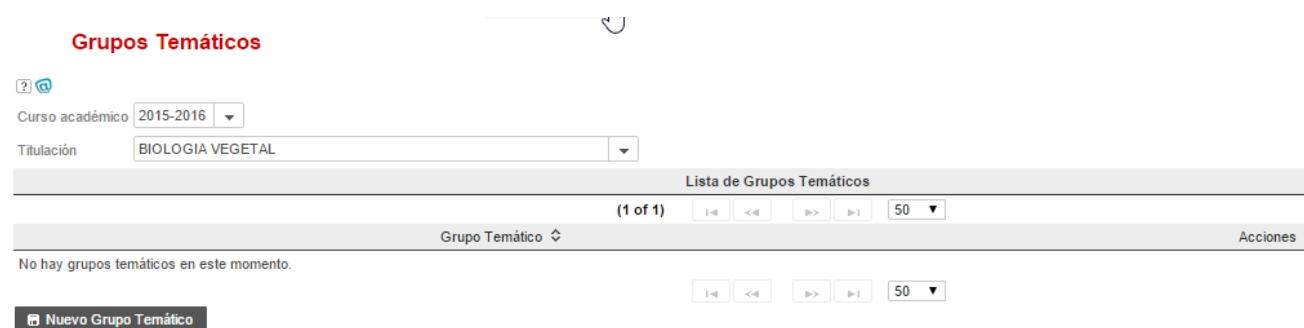 Grupos Temáticos
?
Curso académico 2015-2016
Titulación BIOLOGIA VEGETAL
Lista de Grupos Temáticos
(1 of 1) 50
Grupo Temático Acciones
No hay grupos temáticos en este momento.
50
Nuevo Grupo Temático